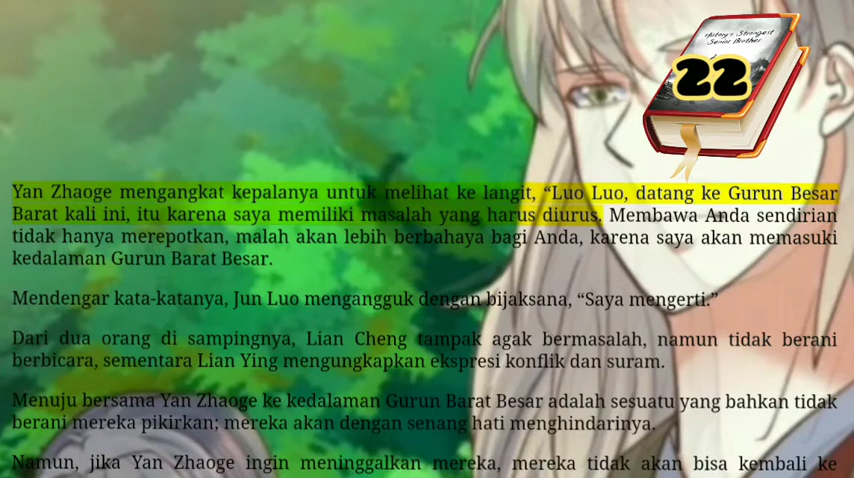 History's Strongest
Senior Brother
22
Yan Zhaoge mengangkat kepalanya untuk melihat ke langit, “Luo Luo, datang ke Gurun Besar
Barat kali ini, itu karena saya memiliki masalah yang harus diurus. Membawa Anda sendirian
tidak hanya merepotkan, malah akan lebih berbahaya bagi Anda, karena saya akan memasuki
kedalaman Gurun Barat Besar.
Mendengar kata-katanya, Jun Luo mengangguk dengan bijaksana, “Saya mengerti.”
Dari dua orang di sampingnya, Lian Cheng tampak agak bermasalah, namun tidak berani
berbicara, sementara Lian Ying mengungkapkan ekspresi konflik dan suram.
Menuju bersama Yan Zhaoge ke kedalaman Gurun Barat Besar adalah sesuatu yang bahkan tidak
berani mereka pikirkan; mereka akan dengan senang hati menghindarinya.
Namun, jika Yan Zhaoge ingin meninggalkan mereka, mereka tidak akan bisa kembali ke